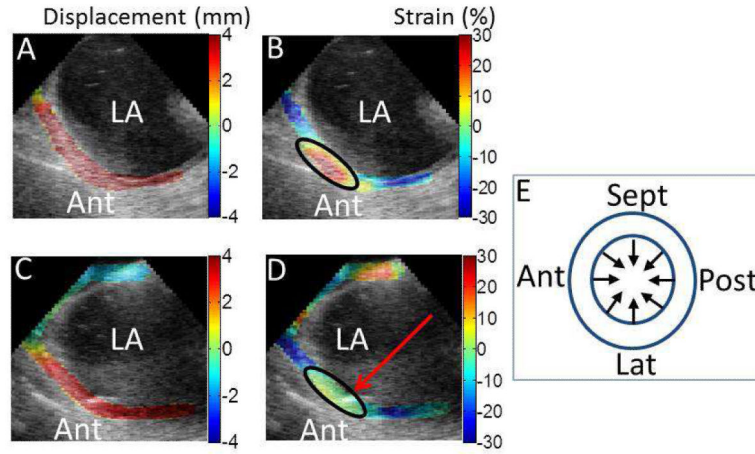 Displacement (mm)
Strain (%)
A
LA
Ant
4
2
0
-2
-4
B
LA
Ant
30
20
10
0
-10
-20
-30
C
LA
Ant
4
2
0
-2
-4
D
LA
Ant
30
20
10
0
-10
-20
-30
E
Sept
Ant
Post
Lat